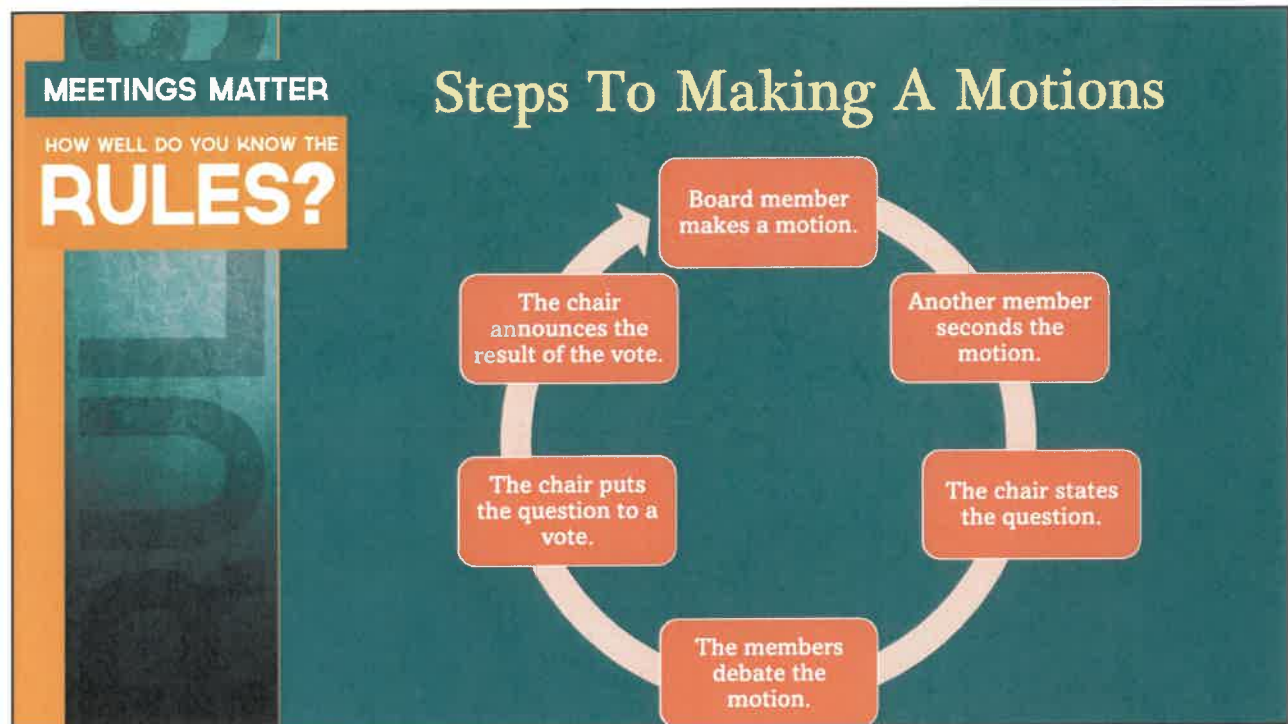 MEETINGS MATTER
HOW WELL DO YOU KNOW THE
RULES?
Steps To Making A Motions
Board member
makes a motion.
Another member
seconds the
motion.
The chair states
the question.
The members
debate the
motion.
The chair puts
the question to a
vote.
The chair
announces the
result of the vote.